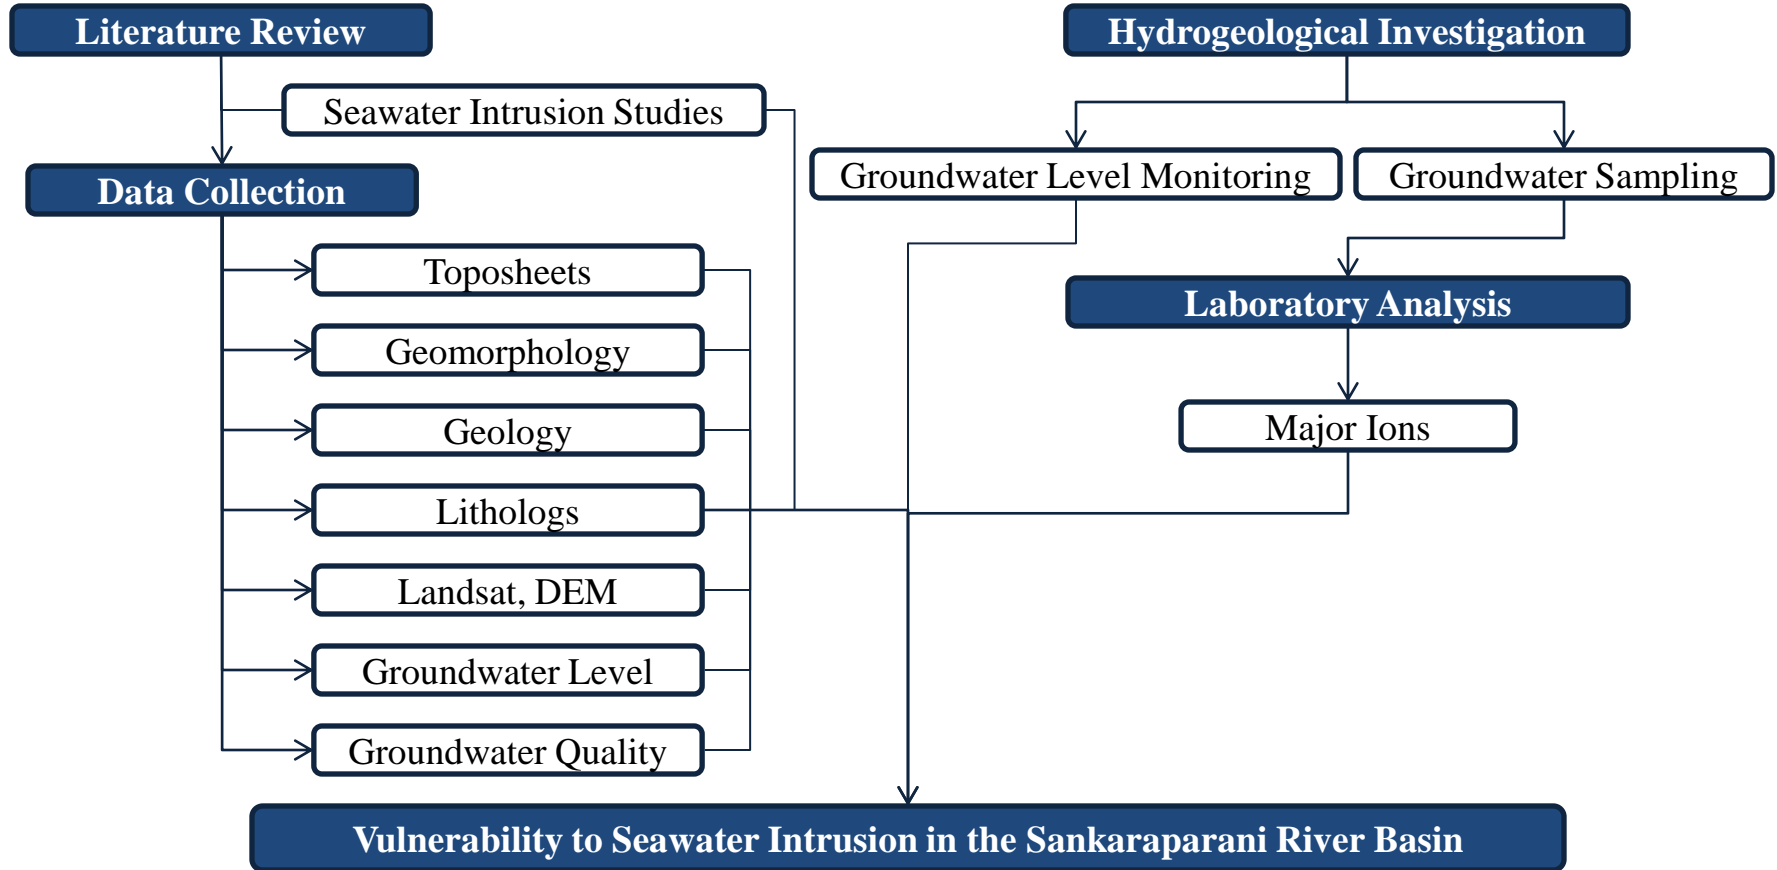 Literature Review
Hydrogeological Investigation
Seawater Intrusion Studies
Data Collection
Groundwater Level Monitoring
Groundwater Sampling
Toposheets
Laboratory Analysis
Geomorphology
Geology
Major Ions
Lithologs
Landsat, DEM
Groundwater Level
Groundwater Quality
Vulnerability to Seawater Intrusion in the Sankaraparani River Basin